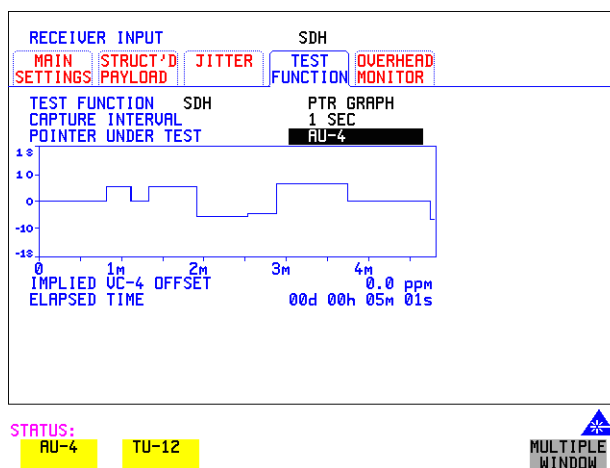 RECEIVER INPUT SDH
MAIN SETTINGS
STRUCT'D PAYLOAD
JITTER
TEST FUNCTION
OVERHEAD MONITOR
TEST FUNCTION SDH PTR GRAPH
CAPTURE INTERVAL 1 SEC
POINTER UNDER TEST AU-4
18
10
0
-10
-18
0 1m 2m 3m 4m
IMPLIED VC-4 OFFSET 0.0 ppm
ELAPSED TIME 00d 00h 05m 01s
STATUS:
AU-4 TU-12
MULTIPLE
WINDOW